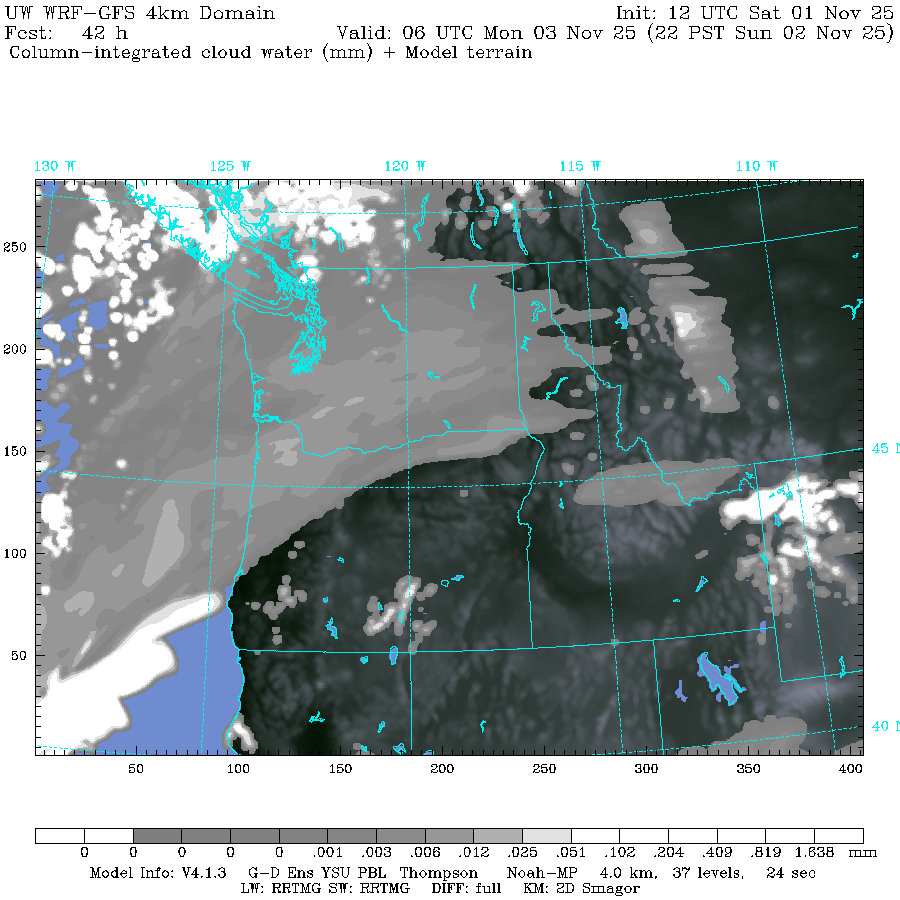 UW WRF-GFS 4km Domain Init: 12 UTC Sat 01 Nov 25
Fcst: 42 h Valid: 06 UTC Mon 03 Nov 25 (22 PST Sun 02 Nov 25)
Column-integrated cloud water (mm) + Model terrain
130 W 125 W 120 W 115 W 110 W
250
200
150
45 N
100
50
40 N
50 100 150 200 250 300 350 400
0 0 0 0 0 .001 .003 .006 .012 .025 .051 .102 .204 .409 .819 1.638 mm
Model Info: V4.1.3 G-D Ens YSU PBL Thompson Noah-MP 4.0 km, 37 levels, 24 sec
LW: RRTMG SW: RRTMG DIFF: full KM: 2D Smagor